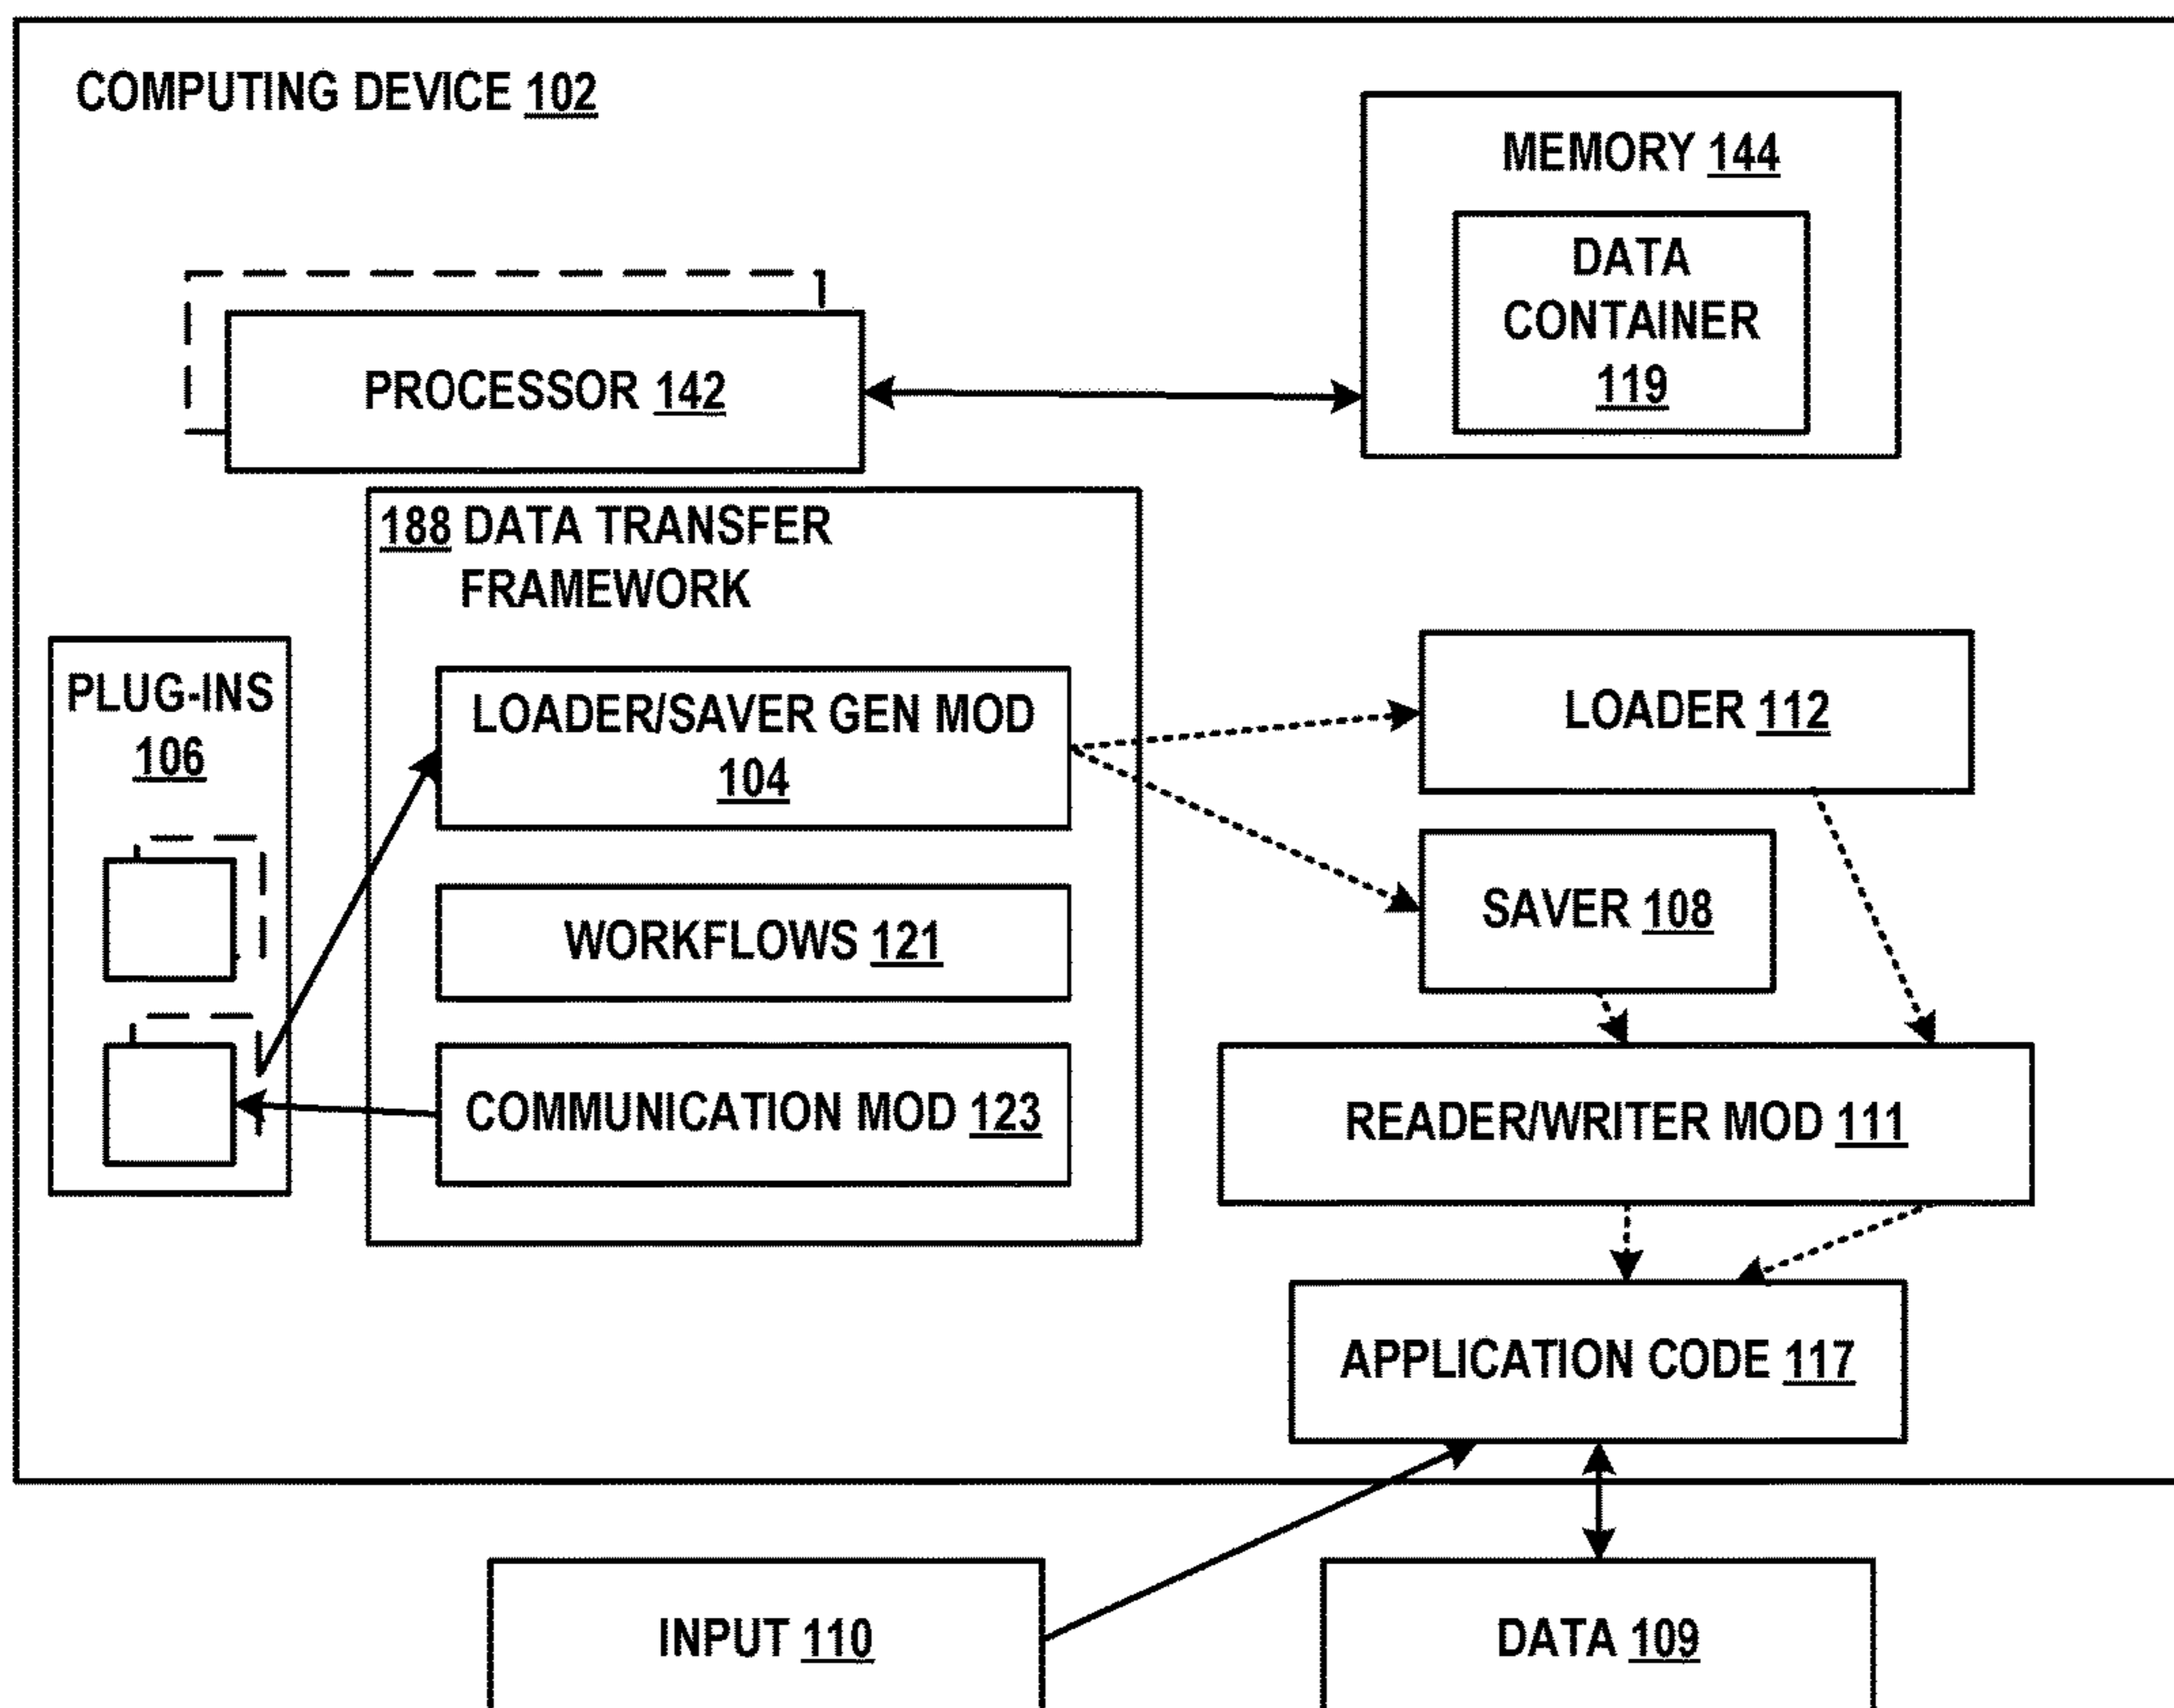 COMPUTING DEVICE 102
MEMORY 144
DATA
CONTAINER
119
PROCESSOR 142
188 DATA TRANSFER
FRAMEWORK
PLUG-INS
106
LOADER/SAVER GEN MOD
104
WORKFLOWS 121
COMMUNICATION MOD 123
LOADER 112
SAVER 108
READER/WRITER MOD 111
APPLICATION CODE 117
INPUT 110
DATA 109